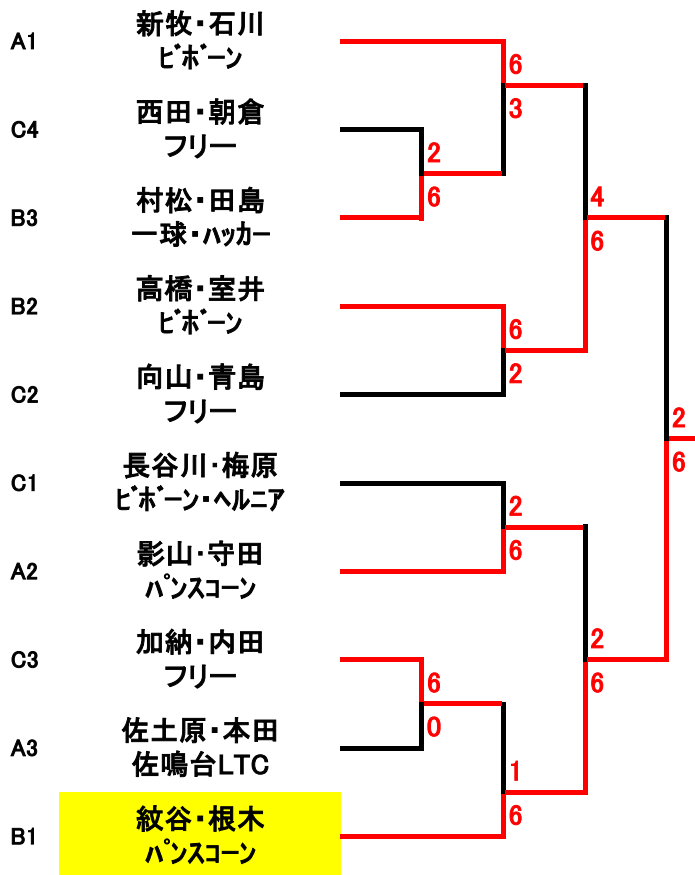 A1
新牧・石川
ﾋﾞﾎﾞｰﾝ
6
3
C4
西田・朝倉
フリー
2
6
B3
村松・田島
一球・ﾊｯｶｰ
4
6
B2
高橋・室井
ﾋﾞﾎﾞｰﾝ
6
2
C2
向山・青島
フリー
2
6
C1
長谷川・梅原
ﾋﾞﾎﾞｰﾝ・ﾍﾙﾆｱ
2
6
A2
影山・守田
ﾊﾟﾝｽｺｰﾝ
C3
加納・内田
フリー
6
0
2
6
A3
佐土原・本田
佐鳴台LTC
1
6
B1
紋谷・根木
ﾊﾟﾝｽｺｰﾝ